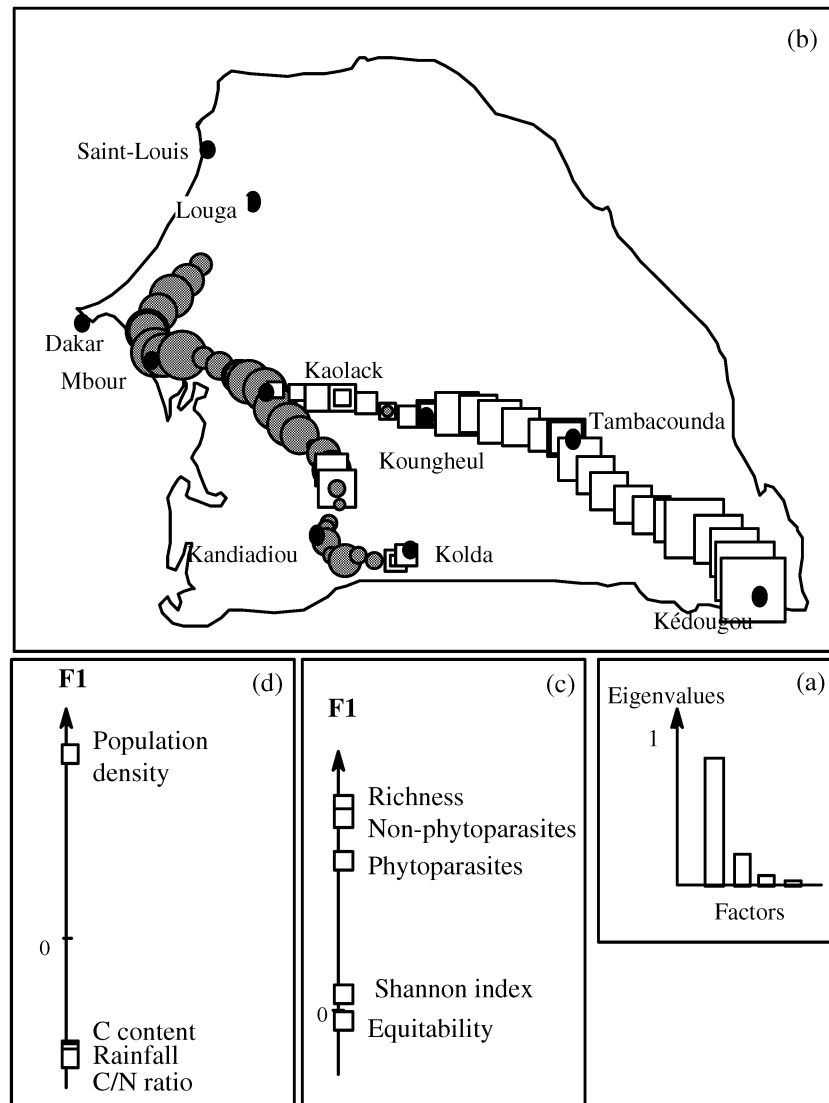 (b)
Saint-Louis
Louga
Dakar
Mbour
Kaolack
Tambacounda
Koungheul
Kandiadiou
Kolda
Kédougou
(d)
F1
Population
density
0
C content
Rainfall
C/N ratio
(c)
F1
Richness
Non-phytoparasites
Phytoparasites
Shannon index
0
Equitability
(a)
Eigenvalues
1
Factors